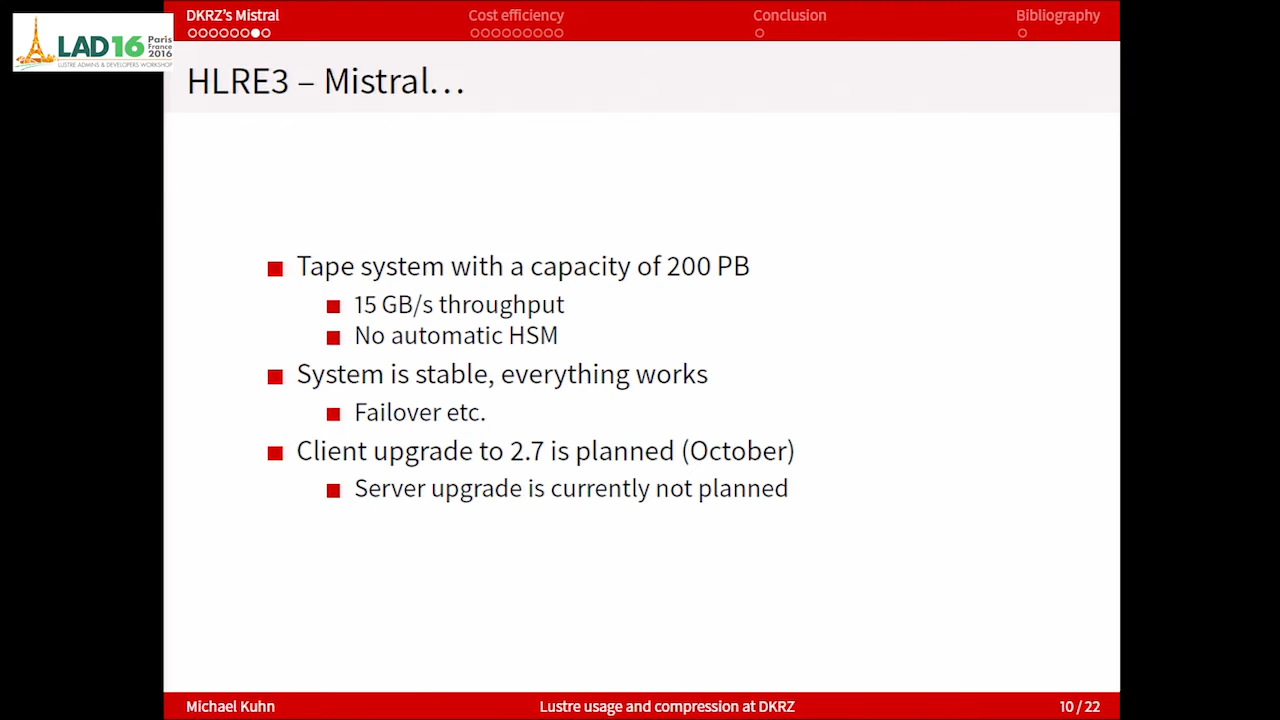 DKRZ's Mistral
Cost efficiency
Conclusion
Bibliography
LAD16 Paris France 2016
LUSTRE ADMINS & DEVELOPERS WORKSHOP
HLRE3 – Mistral…
Tape system with a capacity of 200 PB
15 GB/s throughput
No automatic HSM
System is stable, everything works
Failover etc.
Client upgrade to 2.7 is planned (October)
Server upgrade is currently not planned
Michael Kuhn
Lustre usage and compression at DKRZ
10 / 22